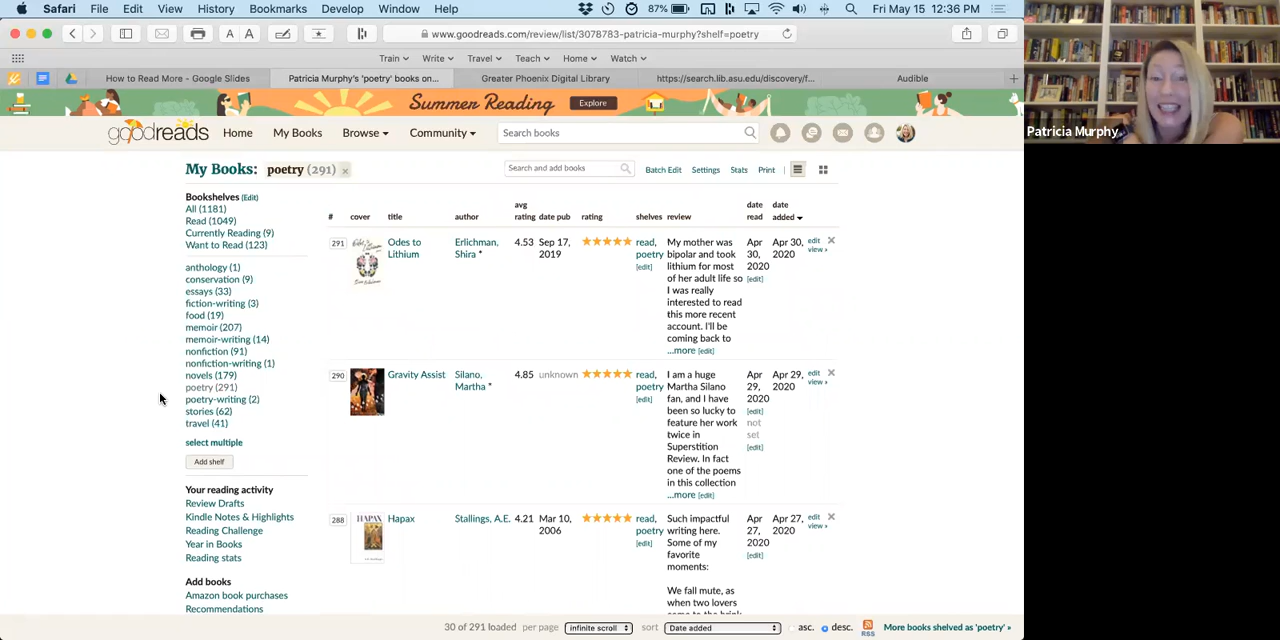 Safari File Edit View History Bookmarks Develop Window Help 87% Fri May 15 12:36 PM
A A www.goodreads.com/review/list/3078783-patricia-murphy?shelf=poetry
Train Write Travel Teach Home Watch
How to Read More - Google Slides Patricia Murphy's 'poetry' books on... Greater Phoenix Digital Library https://search.lib.asu.edu/discovery/f... Audible +
Summer Reading Explore
goodreads Home My Books Browse Community Search books
Patricia Murphy
My Books: poetry (291) x
Search and add books Batch Edit Settings Stats Print
Bookshelves (Edit)
All (1181)
Read (1049)
Currently Reading (9)
Want to Read (123)
anthology (1)
conservation (9)
essays (33)
fiction-writing (3)
food (19)
memoir (207)
memoir-writing (14)
nonfiction (91)
nonfiction-writing (1)
novels (179)
poetry (291)
poetry-writing (2)
stories (62)
travel (41)
select multiple
Add shelf
Your reading activity
Review Drafts
Kindle Notes & Highlights
Reading Challenge
Year in Books
Reading stats
Add books
Amazon book purchases
Recommendations
# cover title author avg rating date pub rating shelves review date read date added
291 Odes to Lithium Erlichman, Shira * 4.53 Sep 17, 2019 read, poetry [edit]
My mother was
bipolar and took
lithium for most
of her adult life so
I was really
interested to read
this more recent
account. I'll be
coming back to
...more [edit]
Apr 30, 2020 [edit] Apr 30, 2020 edit view »
290 Gravity Assist Silano, Martha * 4.85 unknown read, poetry [edit]
I am a huge
Martha Silano
fan, and I have
been so lucky to
feature her work
twice in
Superstition
Review. In fact
one of the poems
in this collection
...more [edit]
Apr 29, 2020 [edit] not set [edit] Apr 29, 2020 edit view »
288 HAPAX Hapax Stallings, A.E. 4.21 Mar 10, 2006 read, poetry [edit]
Such impactful
writing here.
Some of my
favorite
moments:
We fall mute, as
when two lovers
come to the brink
Apr 27, 2020 [edit] Apr 27, 2020 edit view »
30 of 291 loaded per page infinite scroll sort Date added asc. desc. RSS More books shelved as 'poetry' »